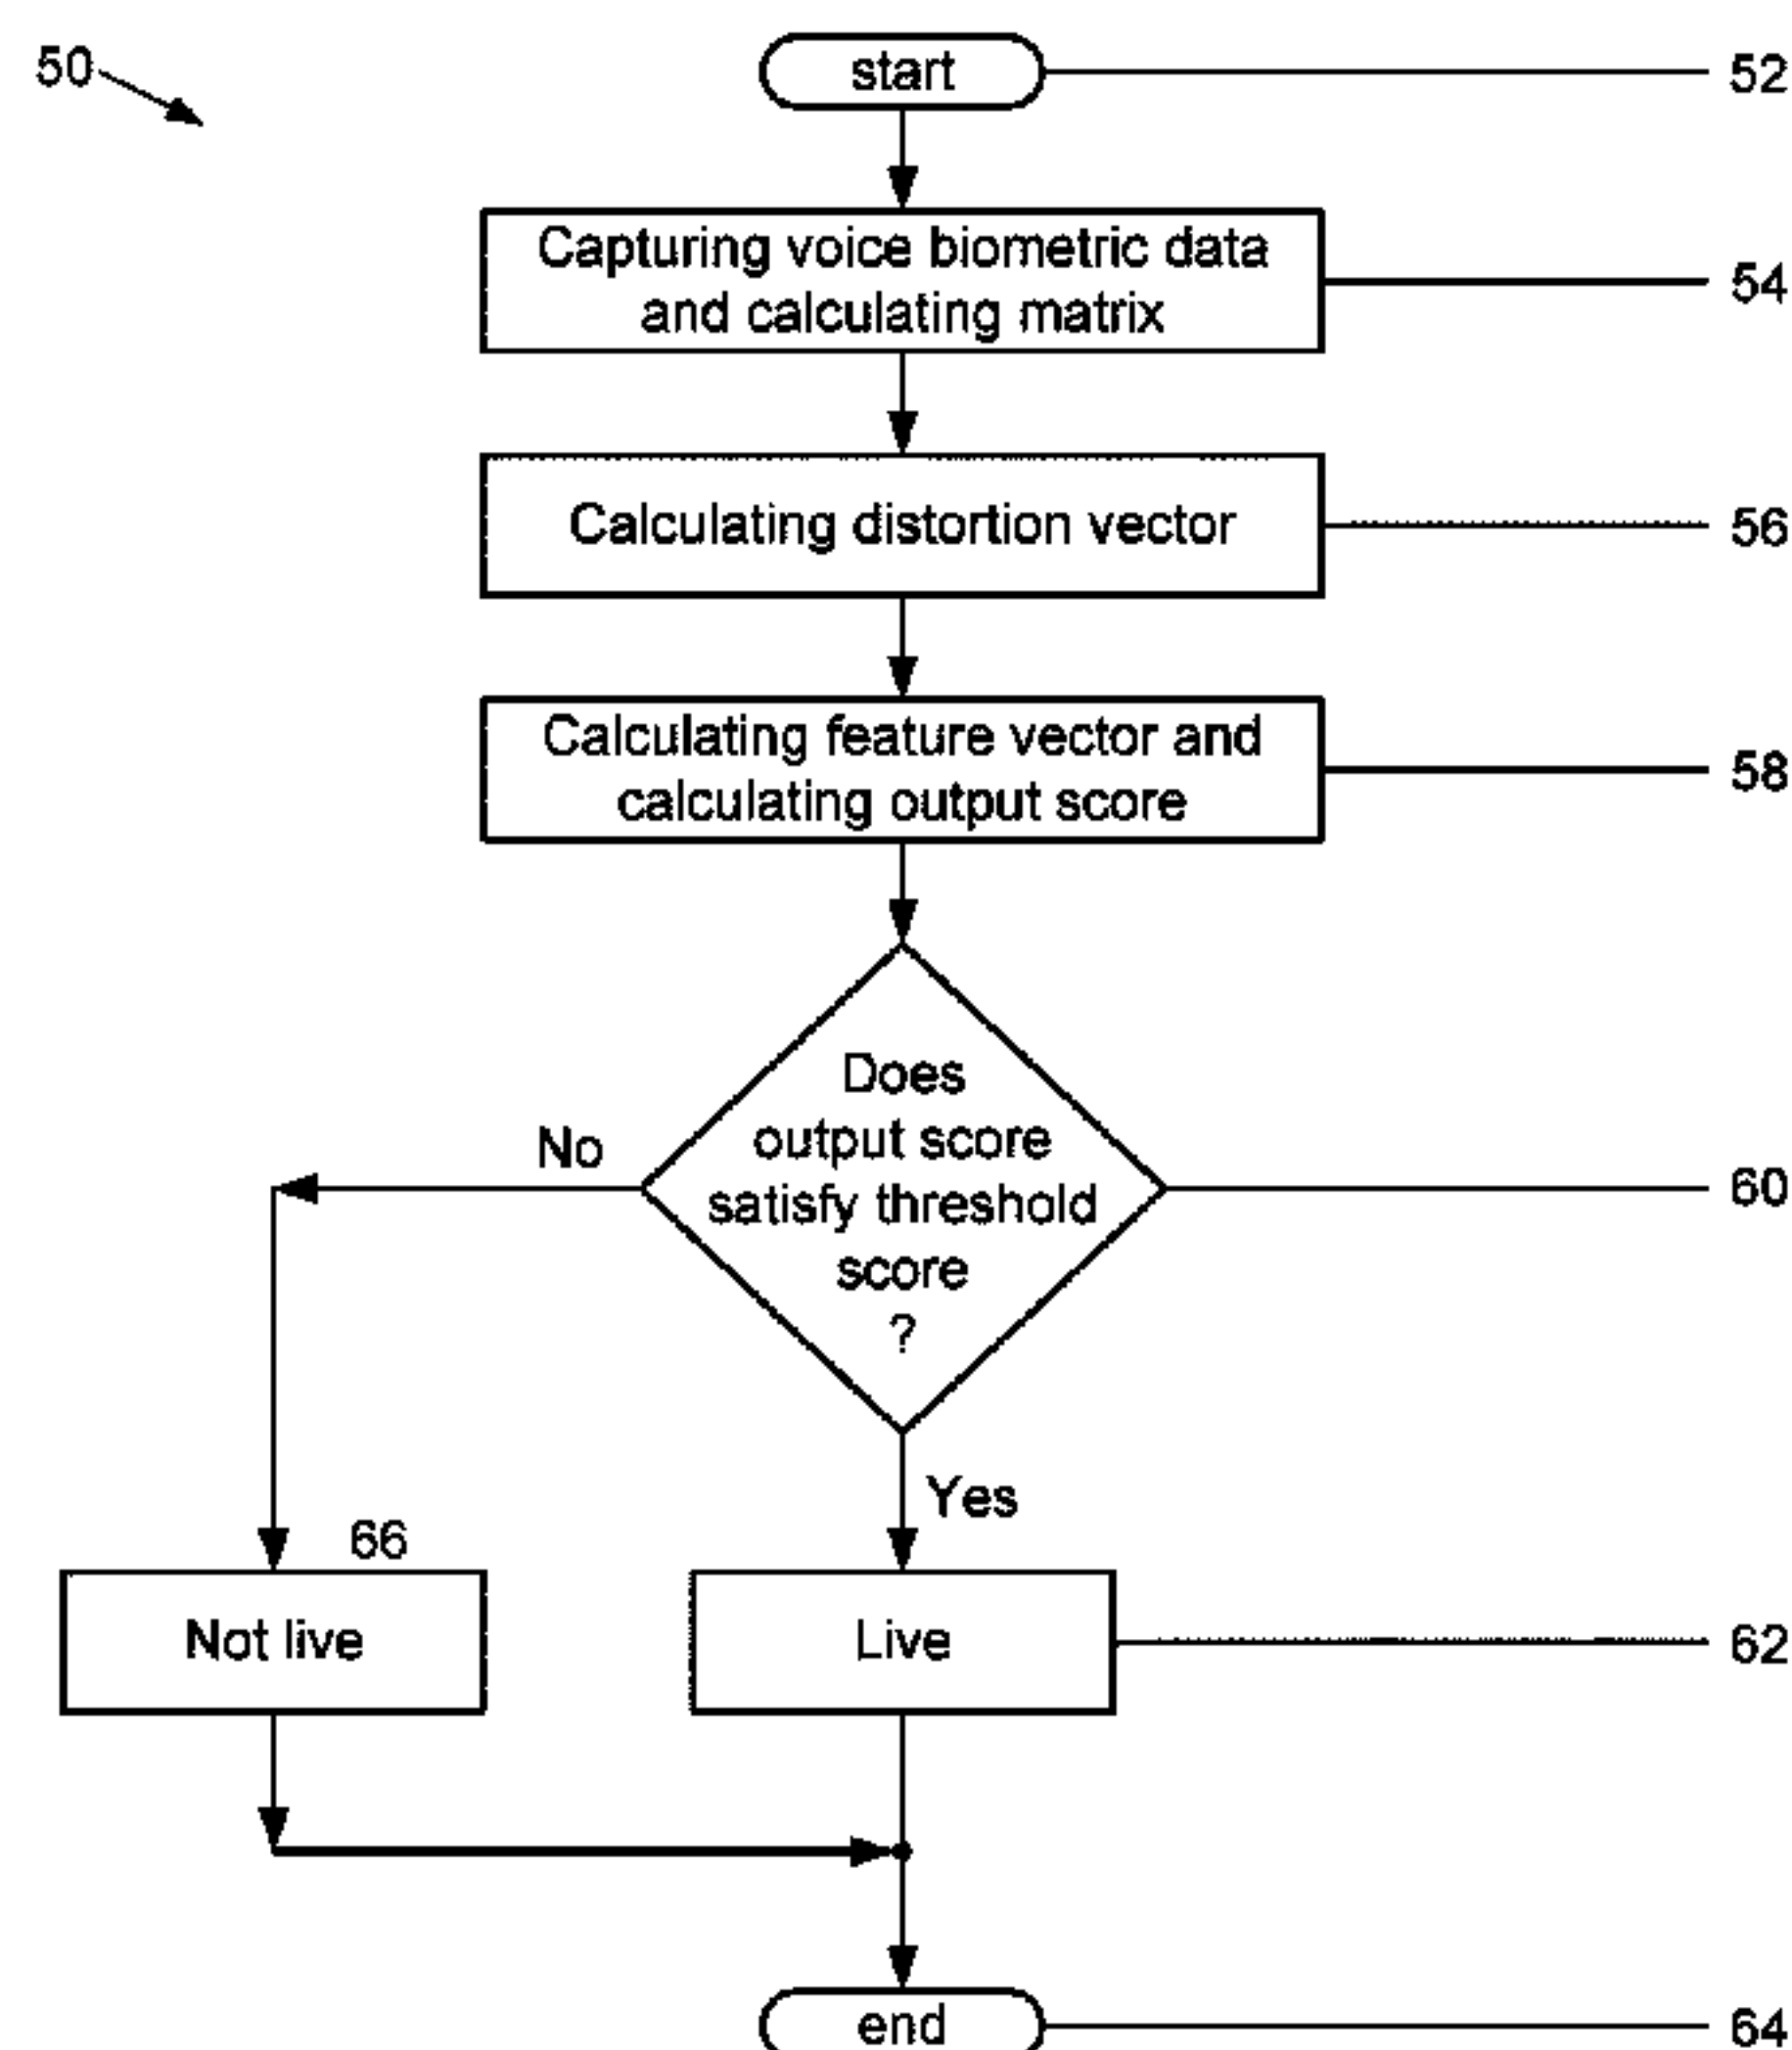 50
start
52
Capturing voice biometric data
and calculating matrix
54
Calculating distortion vector
56
Calculating feature vector and
calculating output score
58
Does
output score
satisfy threshold
score
?
60
No
Yes
66
Not live
Live
62
end
64